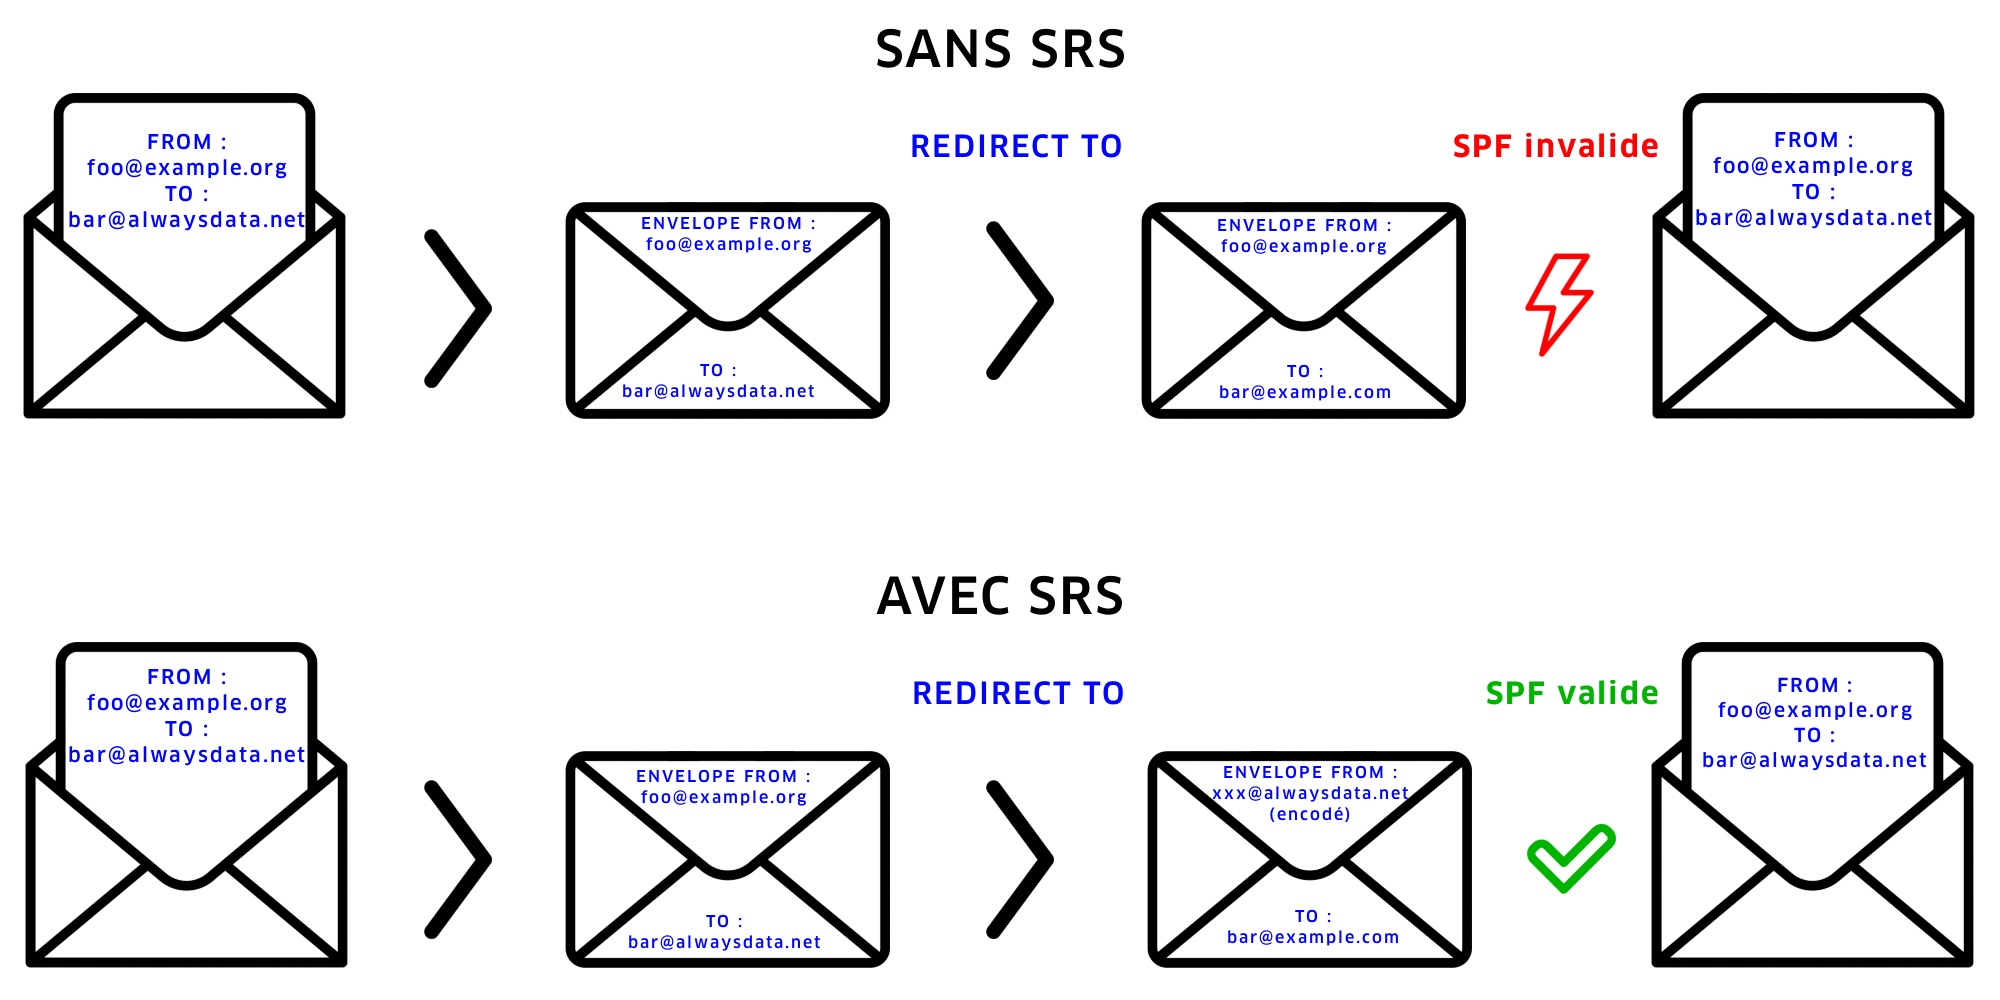 SANS SRS
FROM :
foo@example.org
TO :
bar@alwaysdata.net
ENVELOPE FROM :
foo@example.org
TO :
bar@alwaysdata.net
REDIRECT TO
ENVELOPE FROM :
foo@example.org
TO :
bar@example.com
SPF invalide
FROM :
foo@example.org
TO :
bar@alwaysdata.net
AVEC SRS
FROM :
foo@example.org
TO :
bar@alwaysdata.net
ENVELOPE FROM :
foo@example.org
TO :
bar@alwaysdata.net
REDIRECT TO
ENVELOPE FROM :
xxx@alwaysdata.net
(encodé)
TO :
bar@example.com
SPF valide
FROM :
foo@example.org
TO :
bar@alwaysdata.net